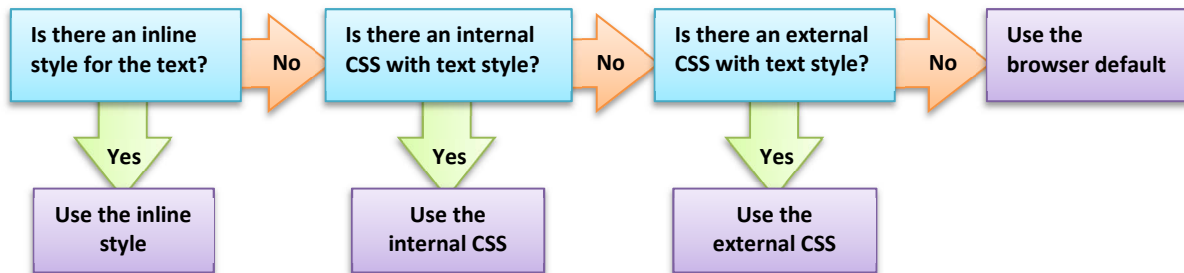 Is there an inline
style for the text?
No
Is there an internal
CSS with text style?
No
Is there an external
CSS with text style?
No
Use the
browser default
Yes
Yes
Yes
Use the inline
style
Use the
internal CSS
Use the
external CSS